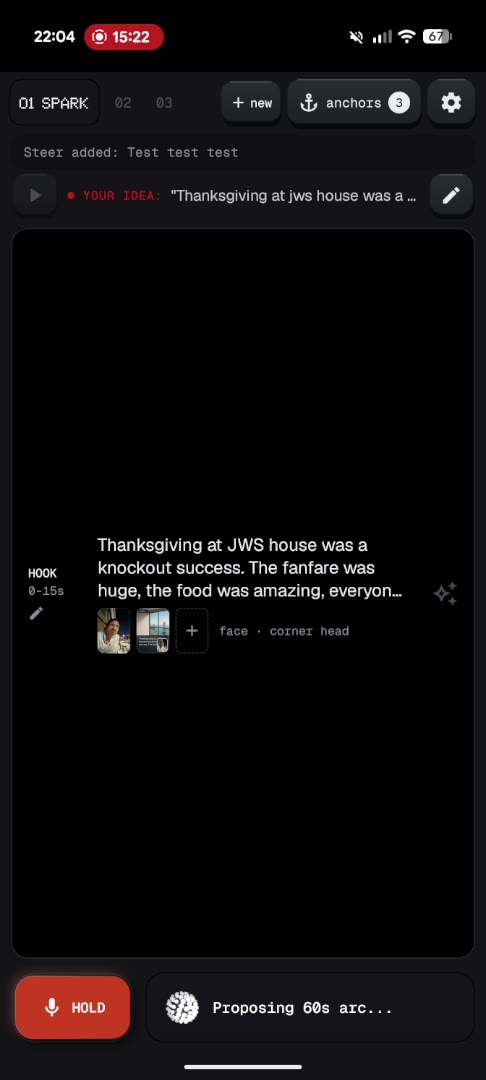 22:04 15:22 67
01 SPARK 02 03 + new anchors 3
Steer added: Test test test
YOUR IDEA: "Thanksgiving at jws house was a ...
Thanksgiving at JWS house was a
knockout success. The fanfare was
huge, the food was amazing, everyon...
HOOK
0-15s
+ face · corner head
HOLD
Proposing 60s arc...